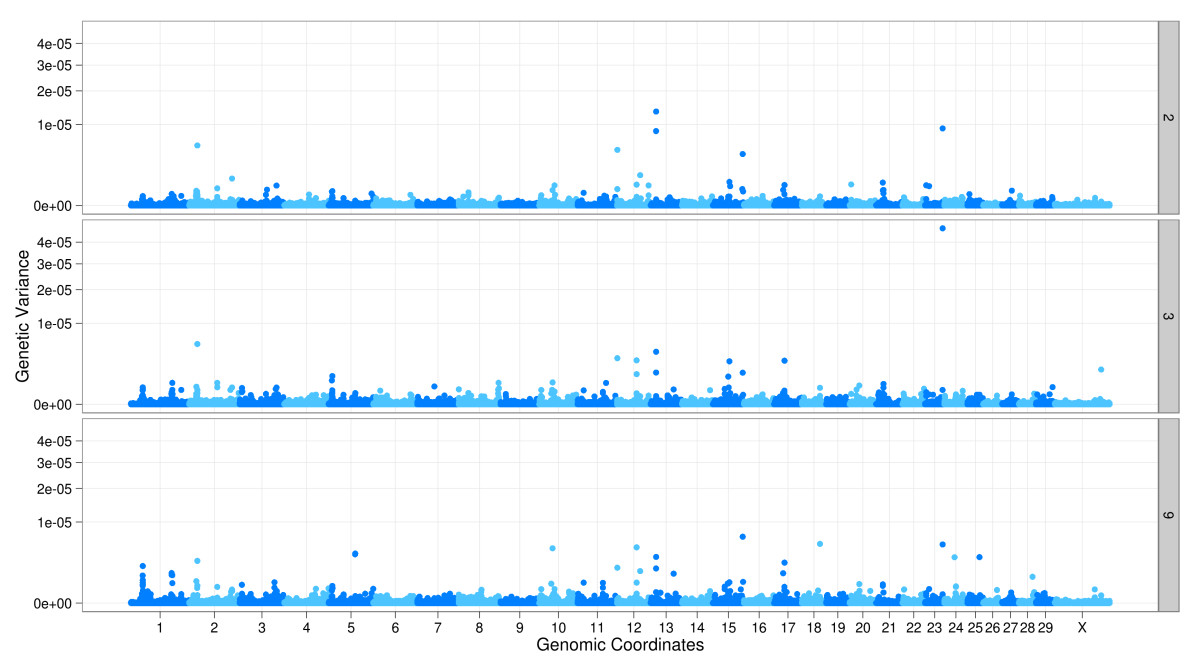 4e-05
3e-05
2e-05
1e-05
0e+00
2
4e-05
3e-05
2e-05
1e-05
0e+00
3
4e-05
3e-05
2e-05
1e-05
0e+00
9
Genetic Variance
1 2 3 4 5 6 7 8 9 10 11 12 13 14 15 16 17 18 19 20 21 22 23 24 25 26 27 28 29 X
Genomic Coordinates